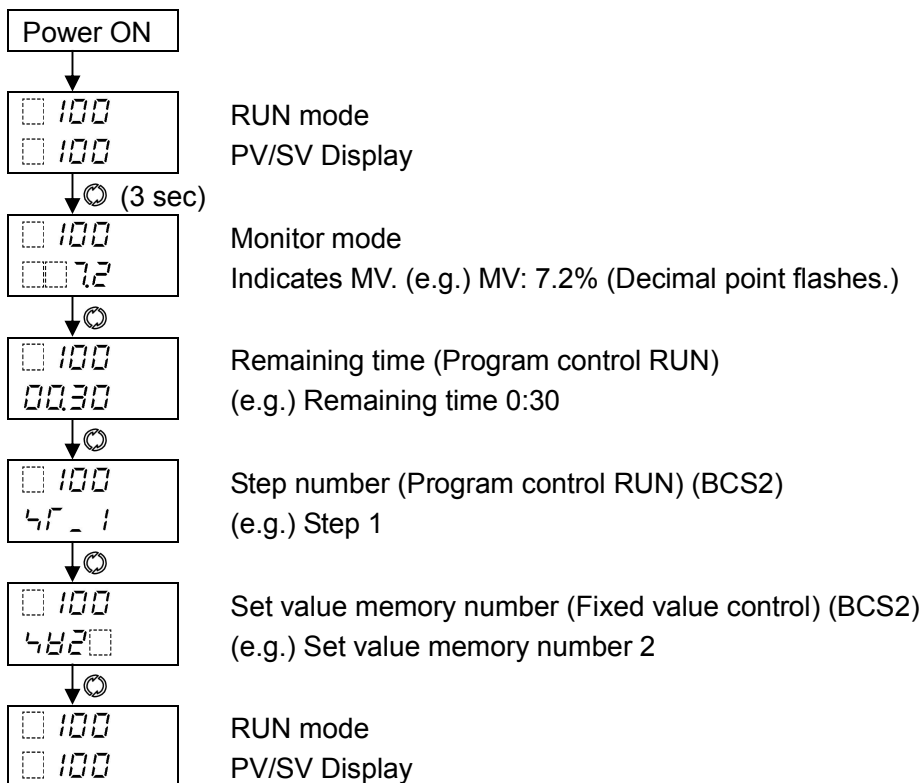 Power ON
100
100
RUN mode
PV/SV Display
(3 sec)
100
7.2
Monitor mode
Indicates MV. (e.g.) MV: 7.2% (Decimal point flashes.)
100
00.30
Remaining time (Program control RUN)
(e.g.) Remaining time 0:30
100
Step number (Program control RUN) (BCS2)
(e.g.) Step 1
100
Set value memory number (Fixed value control) (BCS2)
(e.g.) Set value memory number 2
100
100
RUN mode
PV/SV Display